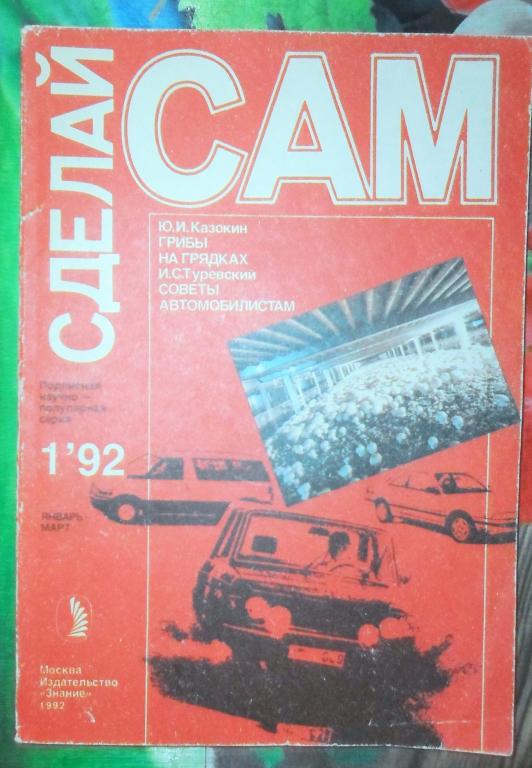 СДЕЛАЙ
САМ
Ю.И.Казокин
ГРИБЫ
НА ГРЯДКАХ
И.С.Туревский
СОВЕТЫ
АВТОМОБИЛИСТАМ
Подписная
научно –
популярная
серия
1'92
ЯНВАРЬ
МАРТ
Москва
Издательство
«Знание»
1992